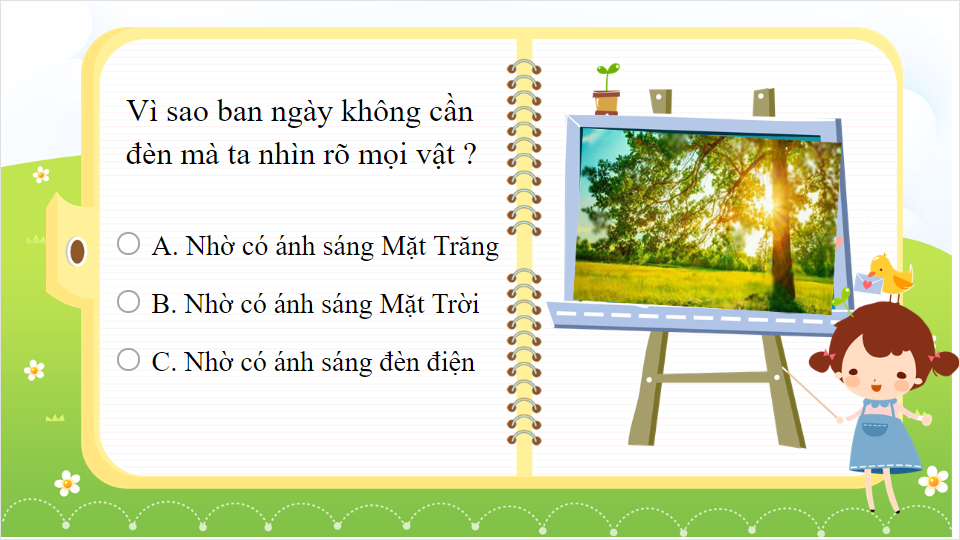 Vì sao ban ngày không cần
đèn mà ta nhìn rõ mọi vật ?
A. Nhờ có ánh sáng Mặt Trăng
B. Nhờ có ánh sáng Mặt Trời
C. Nhờ có ánh sáng đèn điện